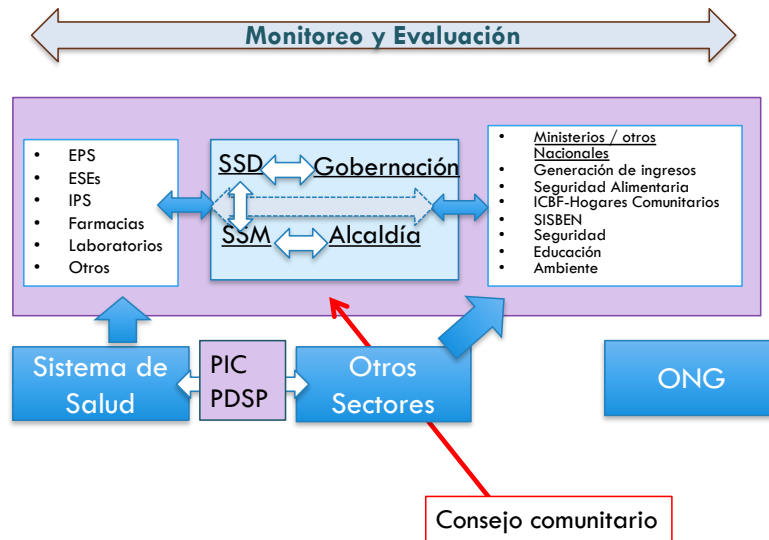 Monitoreo y Evaluación
• EPS
• ESEs
• IPS
• Farmacias
• Laboratorios
• Otros
SSD Gobernación
SSM Alcaldía
• Ministerios / otros
Nacionales
• Generación de ingresos
• Seguridad Alimentaria
• ICBF-Hogares Comunitarios
• SISBEN
• Seguridad
• Educación
• Ambiente
Sistema de
Salud
PIC
PDSP
Otros
Sectores
ONG
Consejo comunitario